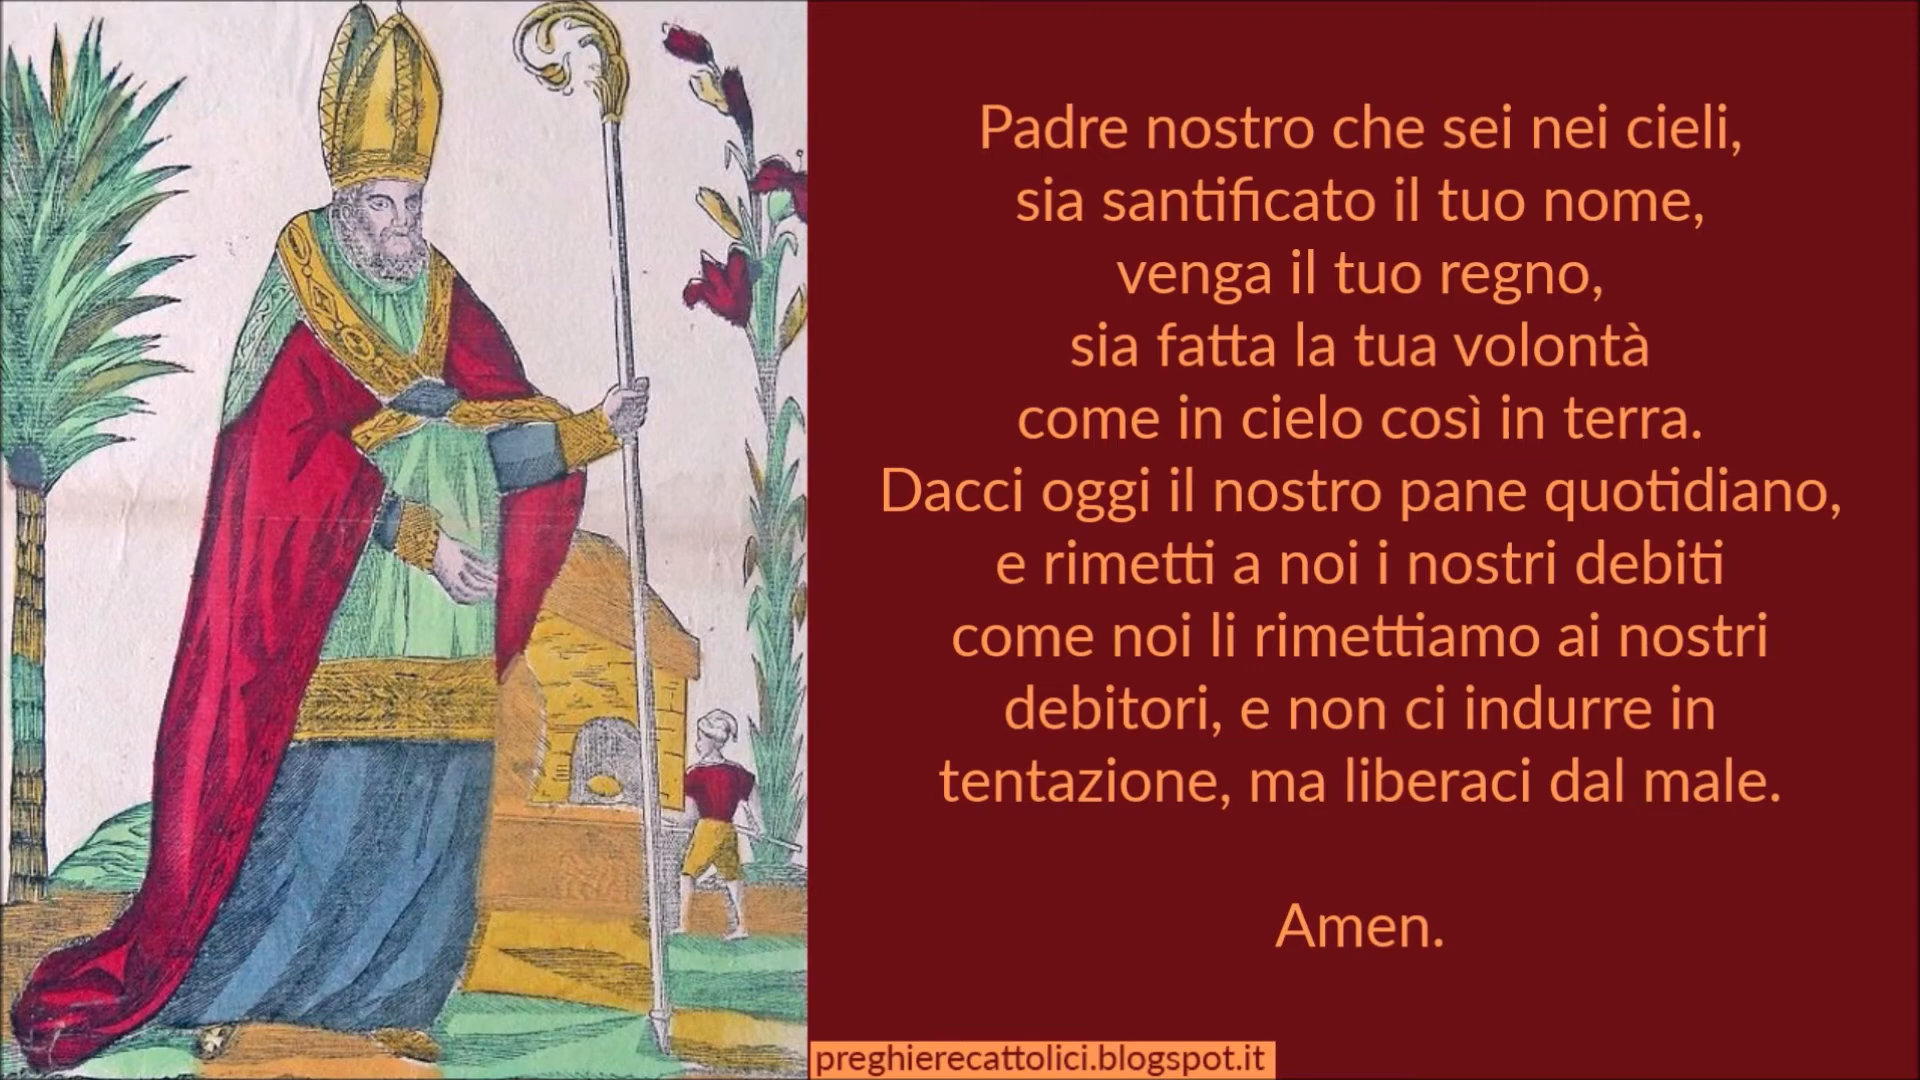 Padre nostro che sei nei cieli,
sia santificato il tuo nome,
venga il tuo regno,
sia fatta la tua volontà
come in cielo così in terra.
Dacci oggi il nostro pane quotidiano,
e rimetti a noi i nostri debiti
come noi li rimettiamo ai nostri
debitori, e non ci indurre in
tentazione, ma liberaci dal male.
Amen.
preghierecattolici.blogspot.it